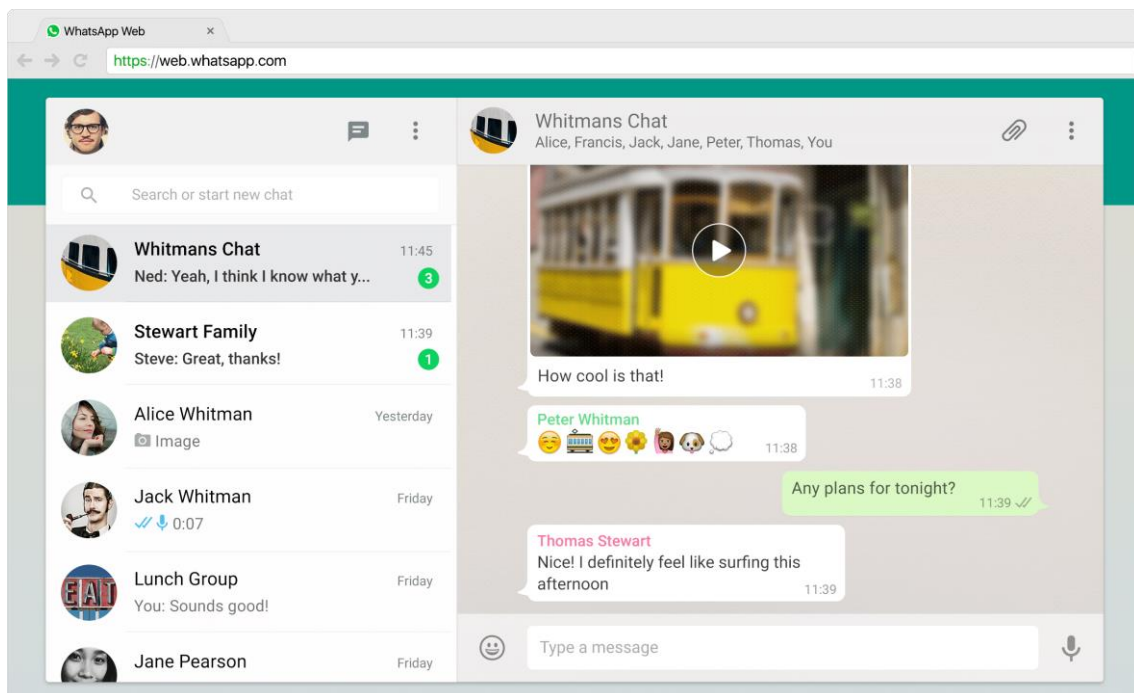 WhatsApp Web
https://web.whatsapp.com
Search or start new chat
Whitmans Chat
11:45
Ned: Yeah, I think I know what y...
3
Stewart Family
11:39
Steve: Great, thanks!
1
Alice Whitman
Yesterday
Image
Jack Whitman
Friday
0:07
Lunch Group
Friday
You: Sounds good!
EAT
Jane Pearson
Friday
Whitmans Chat
Alice, Francis, Jack, Jane, Peter, Thomas, You
How cool is that!
11:38
Peter Whitman
11:38
Any plans for tonight?
11:39
Thomas Stewart
Nice! I definitely feel like surfing this
afternoon
11:39
Type a message